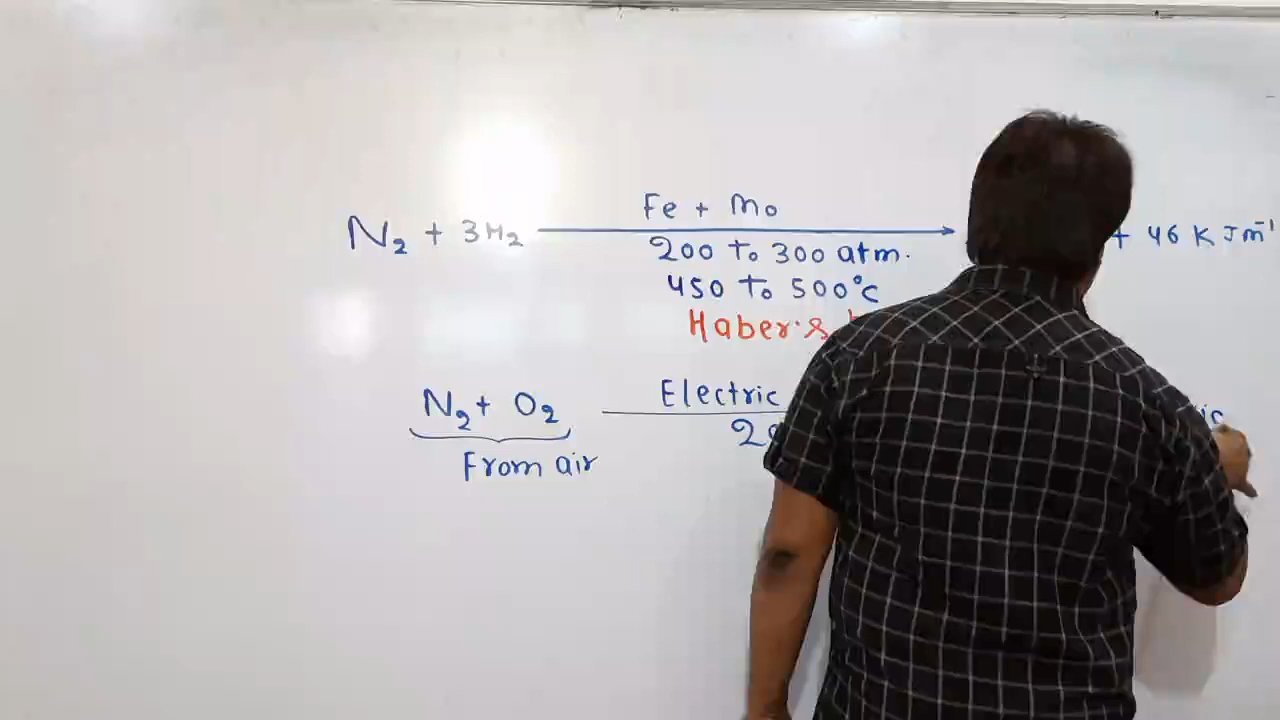 Fe + Mo
N₂ + 3H₂ ⟶ + 46 KJm⁻¹
200 To 300 atm.
450 To 500°c
Haber's
N₂ + O₂ Electric
From air